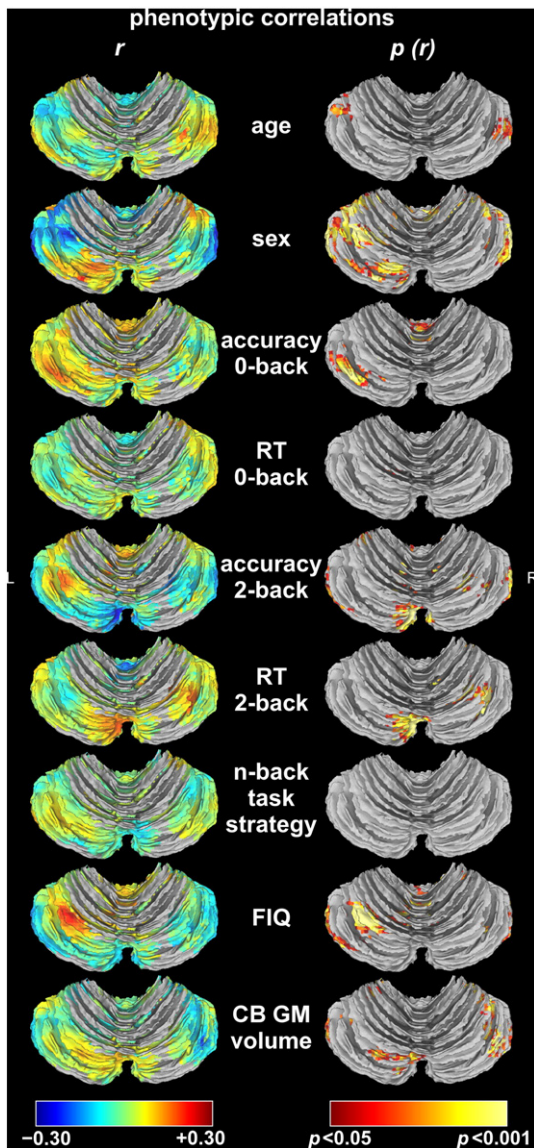 phenotypic correlations
r
p (r)
age
sex
accuracy
0-back
RT
0-back
accuracy
2-back
L
R
RT
2-back
n-back
task
strategy
FIQ
CB GM
volume
−0.30
+0.30
p<0.05
p<0.001